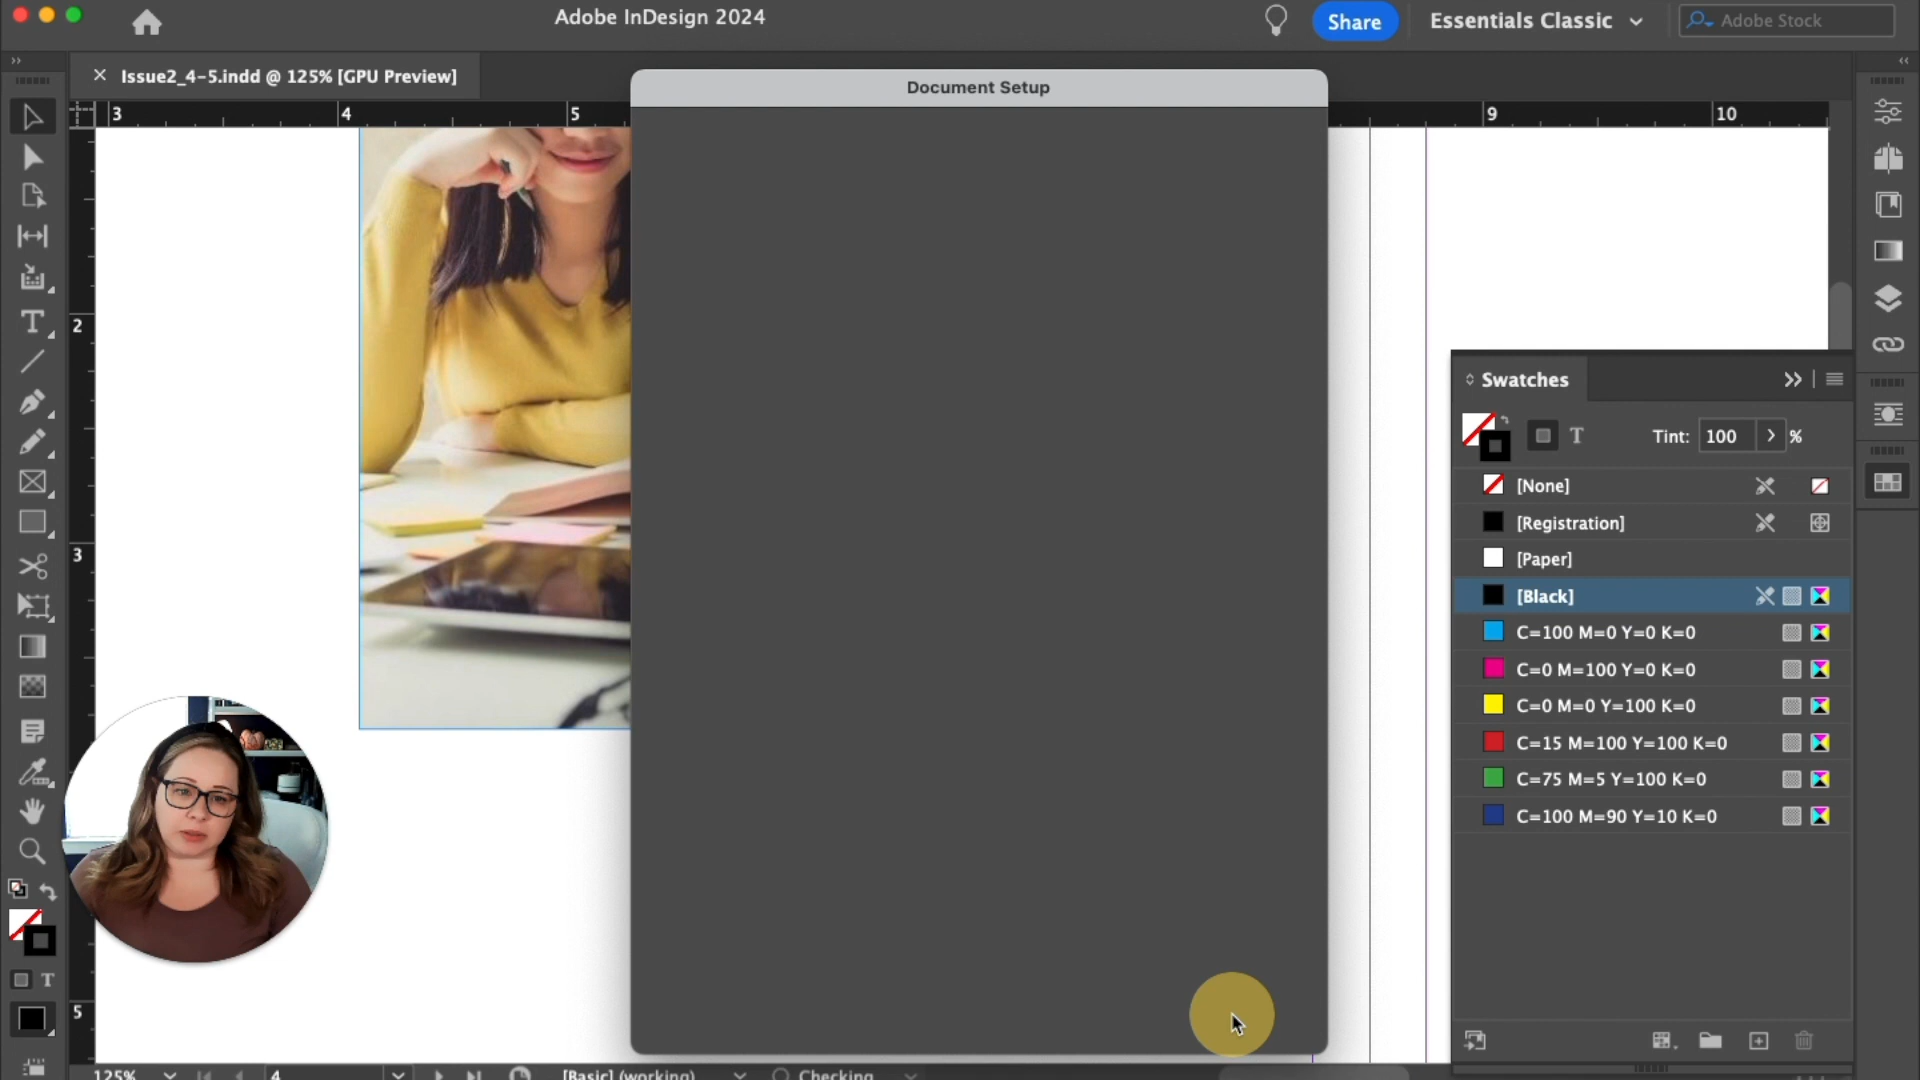 Adobe InDesign 2024
Share
Essentials Classic
Adobe Stock
Issue2_4-5.indd @ 125% [GPU Preview]
Document Setup
3
4
5
9
10
2
3
5
Swatches
T
Tint: 100 %
[None]
[Registration]
[Paper]
[Black]
C=100 M=0 Y=0 K=0
C=0 M=100 Y=0 K=0
C=0 M=0 Y=100 K=0
C=15 M=100 Y=100 K=0
C=75 M=5 Y=100 K=0
C=100 M=90 Y=10 K=0
T
125%
4
[Basic] (working)
Checking